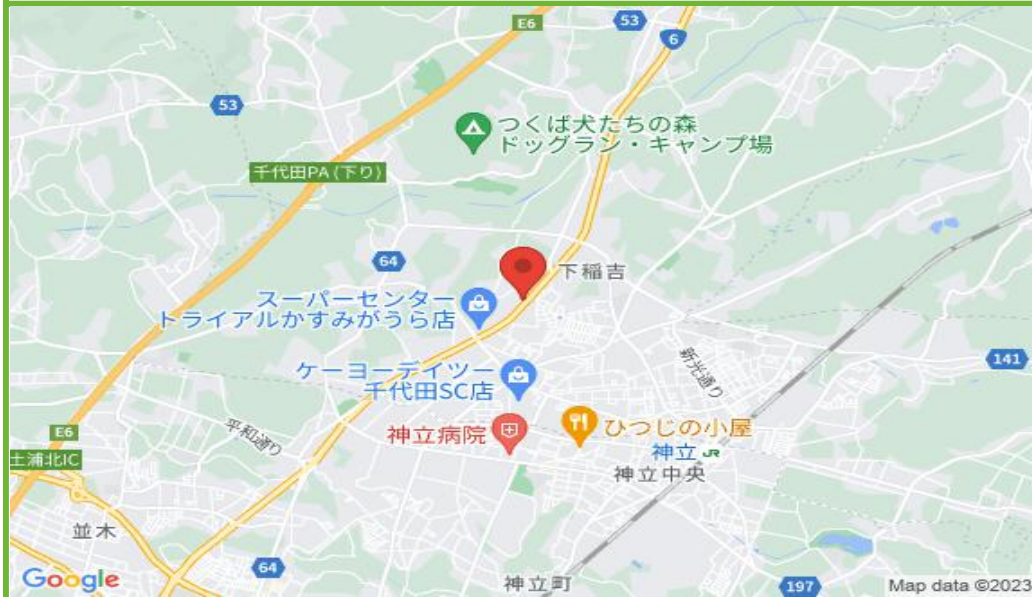 E6
53
6
53
つくば犬たちの森
ドッグラン・キャンプ場
千代田PA (下り)
64
下稲吉
スーパーセンター
トライアルかすみがうら店
ケーヨーデイツー
千代田SC店
新光通り
141
平和通り
E6
土浦北IC
神立病院
ひつじの小屋
神立 JR
神立中央
並木
64
神立町
197
Google
Map data ©2023